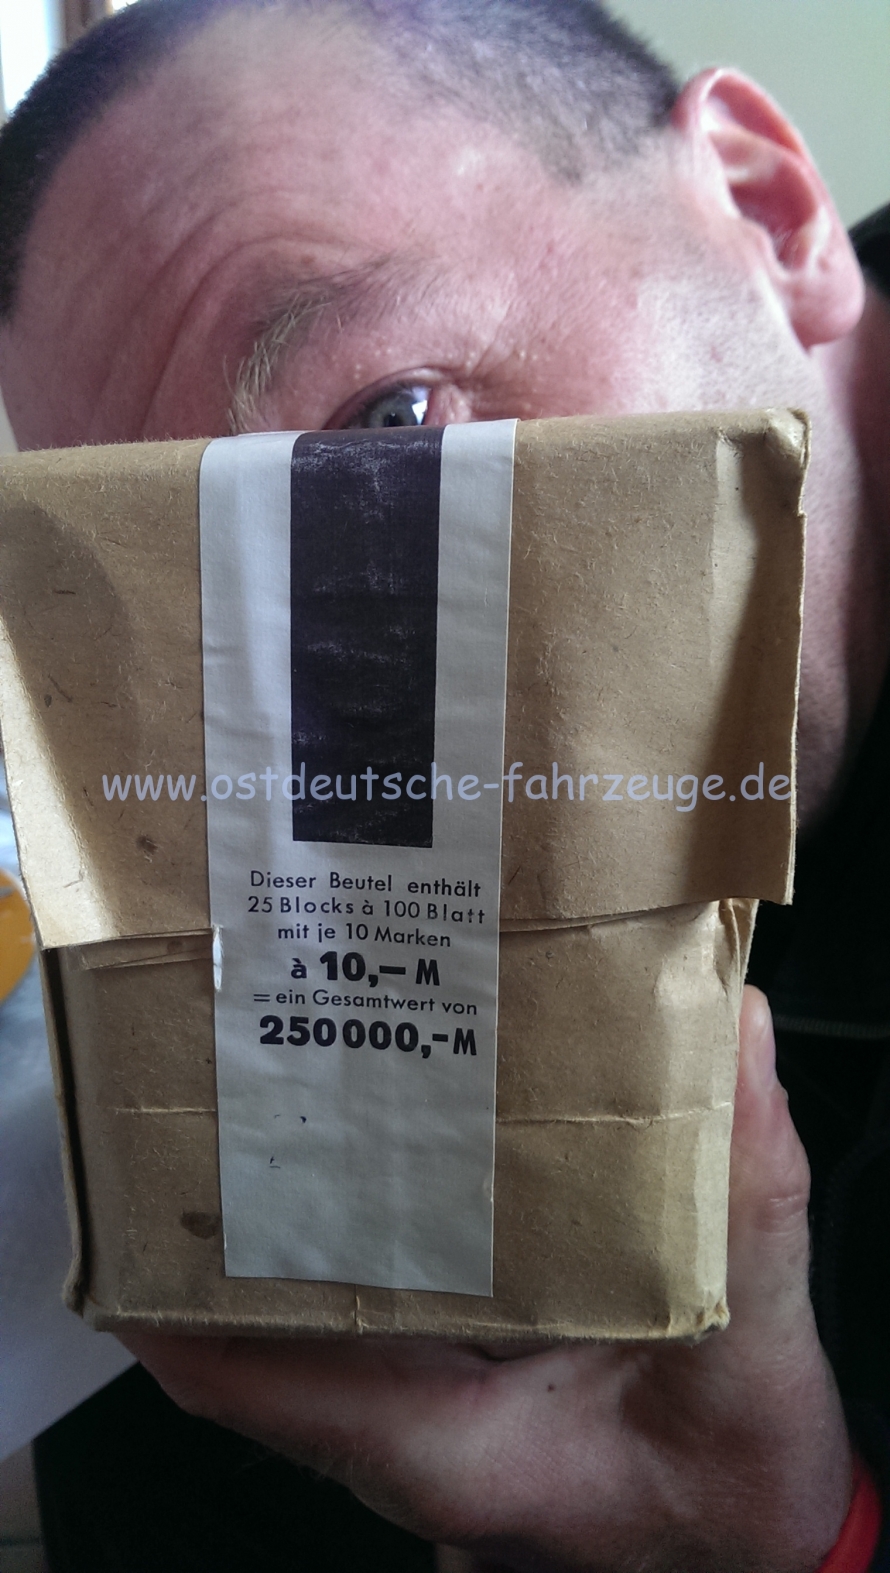 www.ostdeutsche-fahrzeuge.de
Dieser Beutel enthält
25 Blocks à 100 Blatt
mit je 10 Marken
à 10,– M
= ein Gesamtwert von
250000,– M